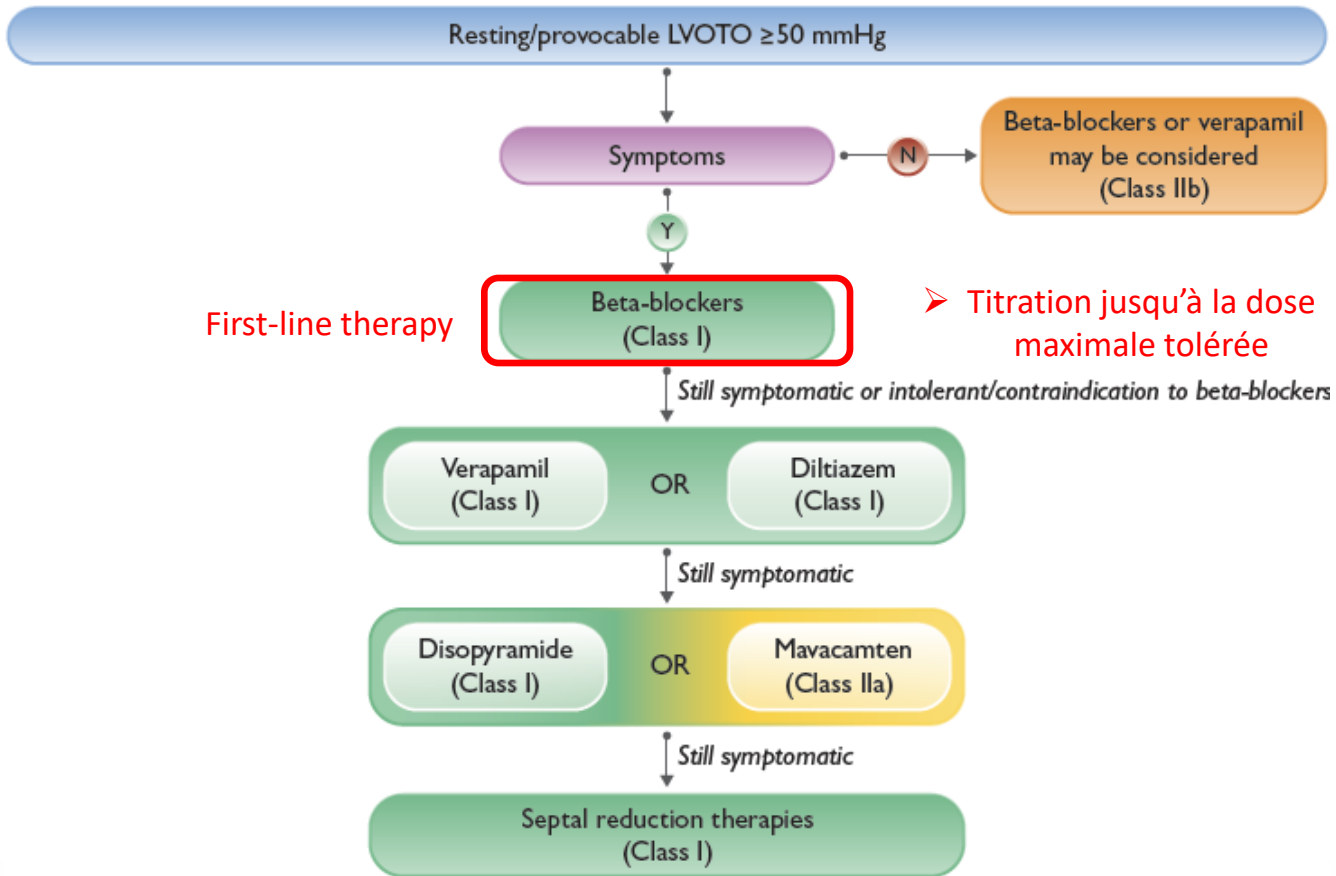 Resting/provocable LVOTO ≥50 mmHg
Symptoms
N
Beta-blockers or verapamil
may be considered
(Class IIb)
Y
First-line therapy
Beta-blockers
(Class I)
➢ Titration jusqu’à la dose
maximale tolérée
Still symptomatic or intolerant/contraindication to beta-blockers
Verapamil
(Class I)
OR
Diltiazem
(Class I)
Still symptomatic
Disopyramide
(Class I)
OR
Mavacamten
(Class IIa)
Still symptomatic
Septal reduction therapies
(Class I)